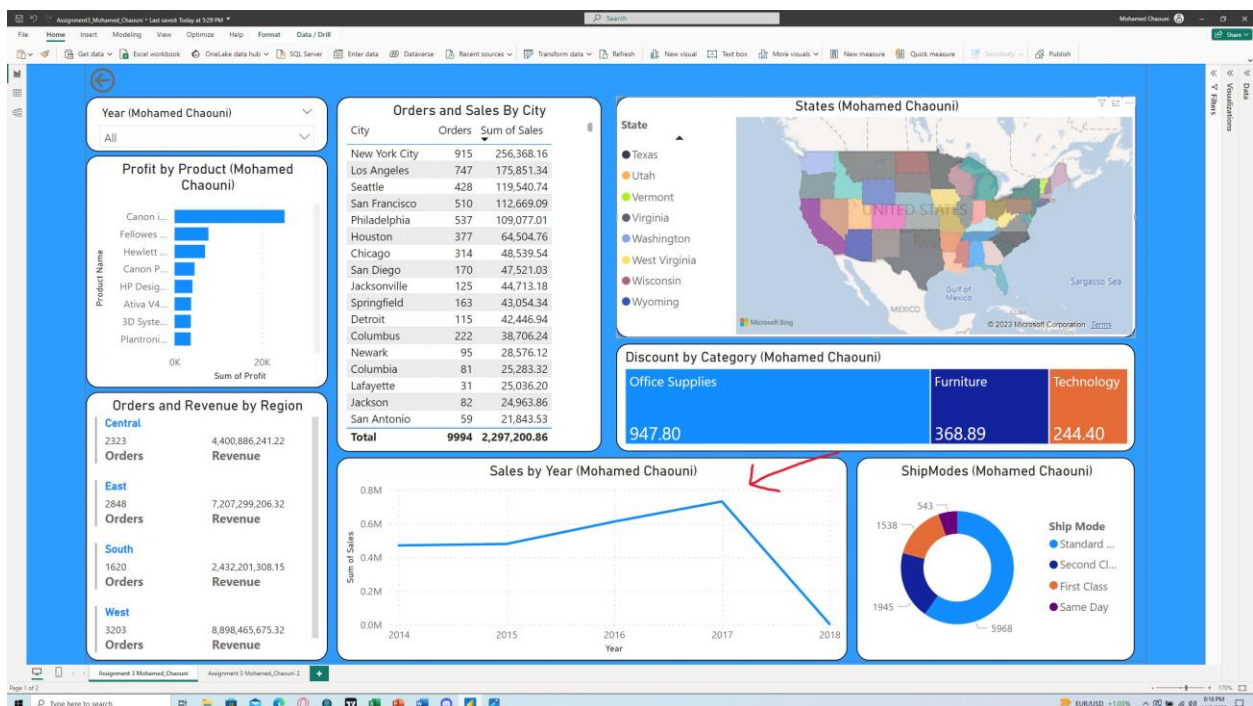 Assignment3_Mohamed_Chaouni • Last saved: Today at 5:29 PM
Search
Mohamed Chaouni
File Home Insert Modeling View Optimize Help Format Data / Drill
Share
Get data Excel workbook OneLake data hub SQL Server Enter data Dataverse Recent sources Transform data Refresh New visual Text box More visuals New measure Quick measure Sensitivity Publish
Year (Mohamed Chaouni)
All
Profit by Product (Mohamed
Chaouni)
Product Name
Canon i...
Fellowes ...
Hewlett ...
Canon P...
HP Desig...
Ativa V4...
3D Syste...
Plantroni...
0K 20K
Sum of Profit
Orders and Revenue by Region
Central
2323 4,400,886,241.22
Orders Revenue
East
2848 7,207,299,206.32
Orders Revenue
South
1620 2,432,201,308.15
Orders Revenue
West
3203 8,898,465,675.32
Orders Revenue
Orders and Sales By City
City Orders Sum of Sales
New York City 915 256,368.16
Los Angeles 747 175,851.34
Seattle 428 119,540.74
San Francisco 510 112,669.09
Philadelphia 537 109,077.01
Houston 377 64,504.76
Chicago 314 48,539.54
San Diego 170 47,521.03
Jacksonville 125 44,713.18
Springfield 163 43,054.34
Detroit 115 42,446.94
Columbus 222 38,706.24
Newark 95 28,576.12
Columbia 81 25,283.32
Lafayette 31 25,036.20
Jackson 82 24,963.86
San Antonio 59 21,843.53
Total 9994 2,297,200.86
States (Mohamed Chaouni)
State
Texas
Utah
Vermont
Virginia
Washington
West Virginia
Wisconsin
Wyoming
UNITED STATES
MEXICO
Gulf of
Mexico
CUBA
Sargasso Sea
Microsoft Bing
© 2023 Microsoft Corporation Terms
Discount by Category (Mohamed Chaouni)
Office Supplies Furniture Technology
947.80 368.89 244.40
Sales by Year (Mohamed Chaouni)
Sum of Sales
0.8M
0.6M
0.4M
0.2M
0.0M
2014 2015 2016 2017 2018
Year
ShipModes (Mohamed Chaouni)
543
1538
1945
5968
Ship Mode
Standard ...
Second Cl...
First Class
Same Day
Filters
Visualizations
Data
Assignment 3 Mohamed_Chaouni Assignment 3 Mohamed_Chaouni 2
Page 1 of 2
170%
Type here to search
EUR/USD +1.03%
6:16 PM